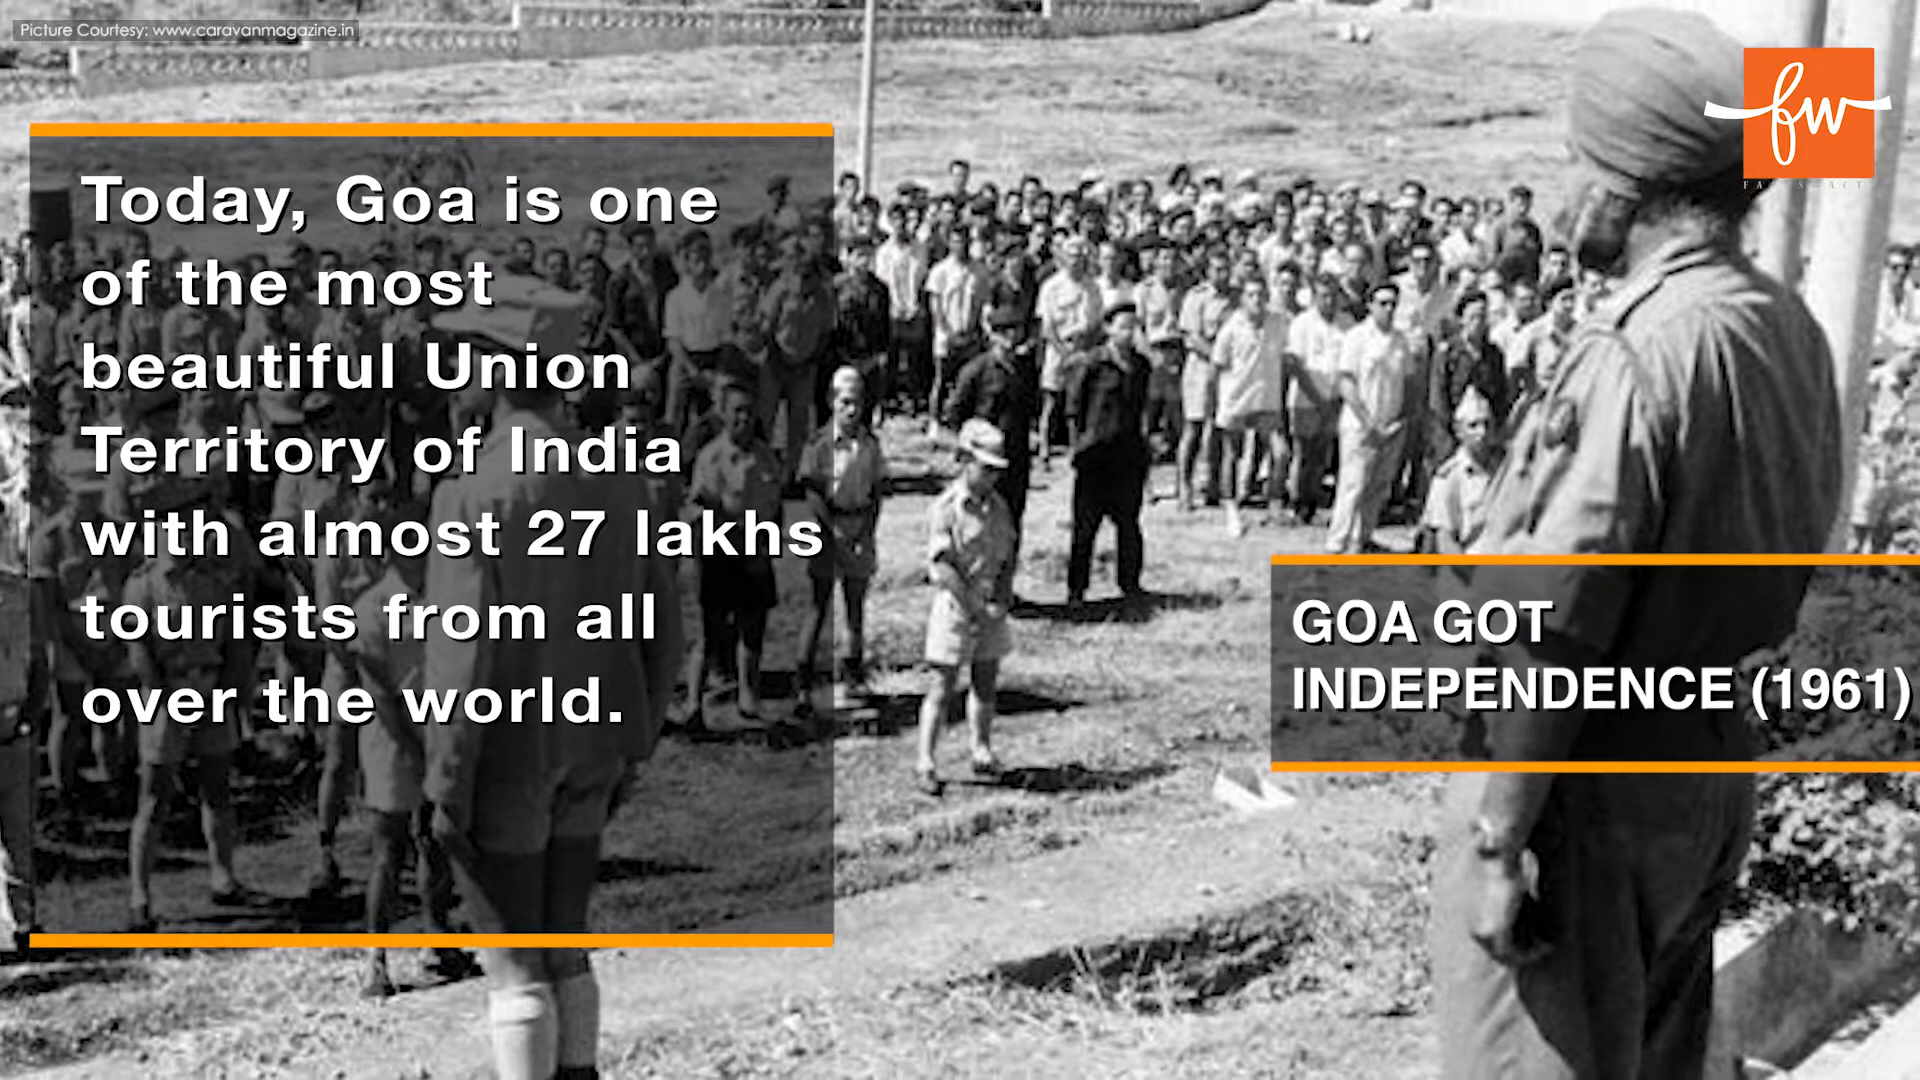 Picture Courtesy: www.caravanmagazine.in
fw
Today, Goa is one
of the most
beautiful Union
Territory of India
with almost 27 lakhs
tourists from all
over the world.
GOA GOT
INDEPENDENCE (1961)